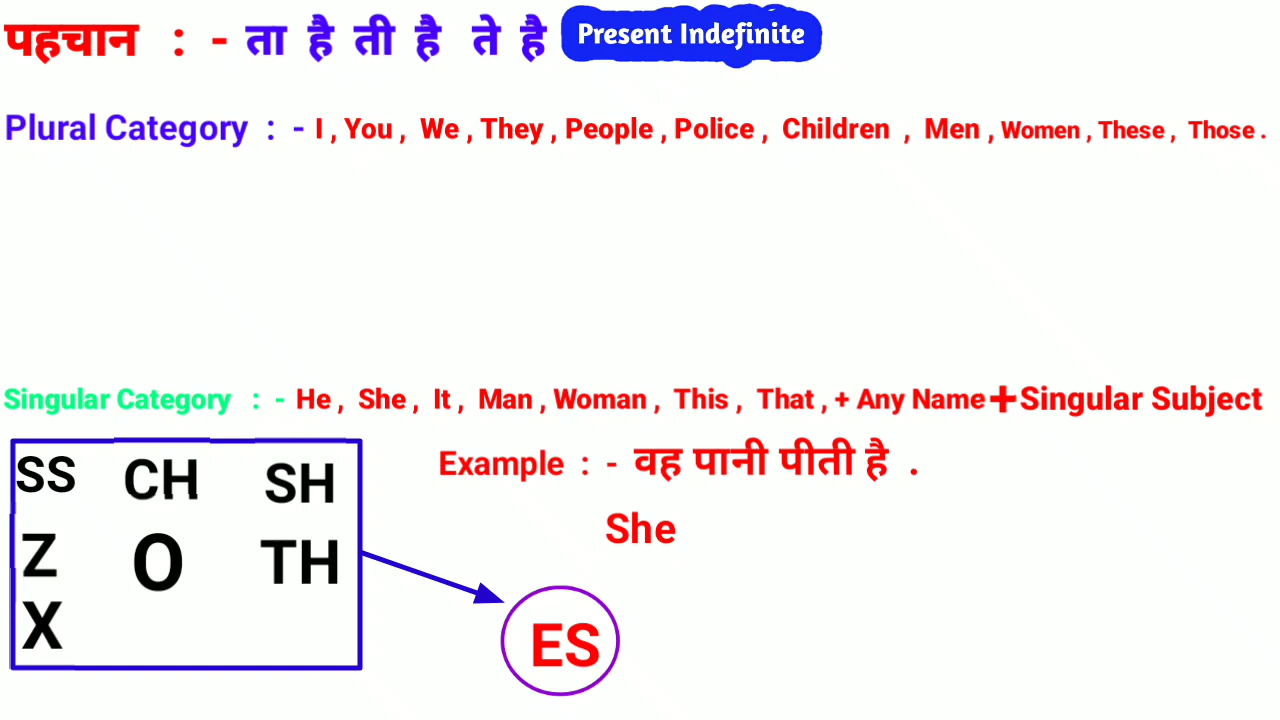 पहचान : - ता है ती है ते है Present Indefinite
Plural Category : - I , You , We , They , People , Police , Children , Men , Women , These , Those .
Singular Category : - He , She , It , Man , Woman , This , That , + Any Name + Singular Subject
Example : - वह पानी पीती है .
She
SS CH SH
Z O TH
X
ES